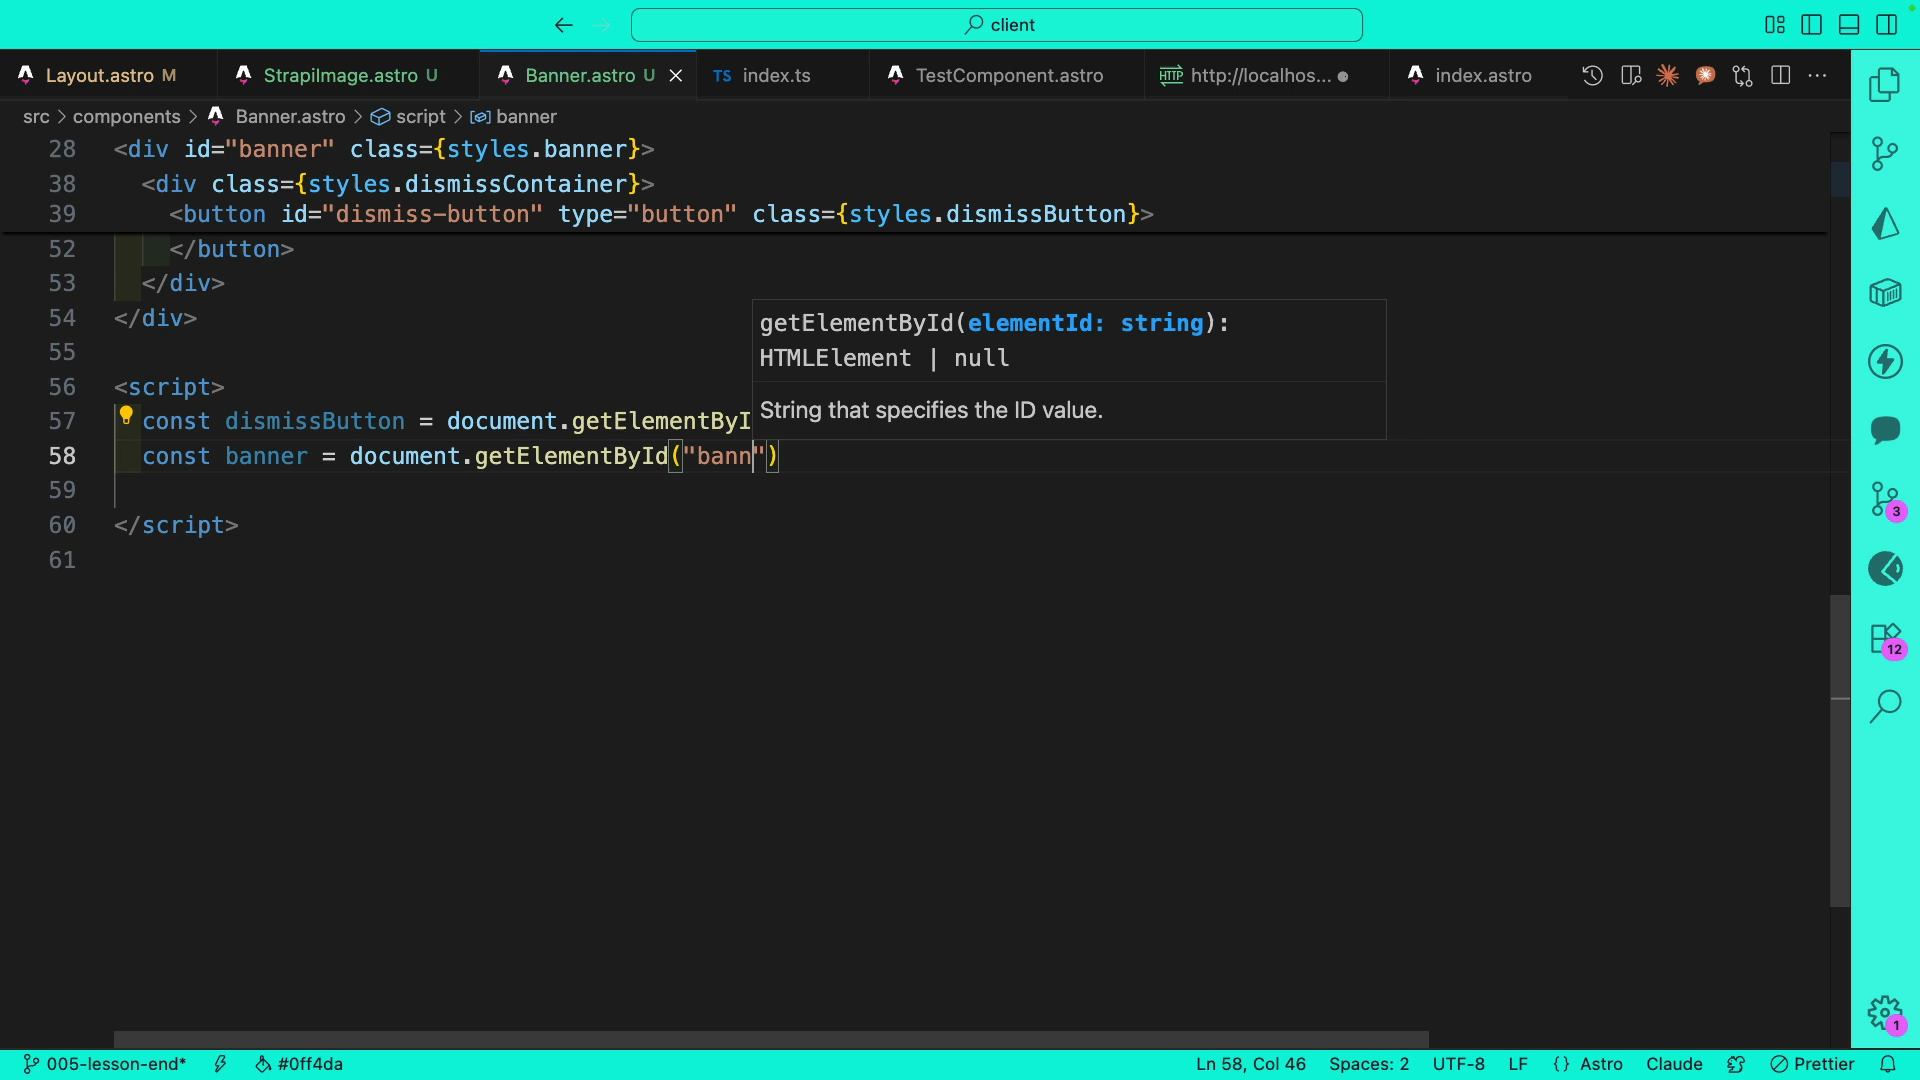 client
Layout.astro M
StrapiImage.astro U
Banner.astro U
TS index.ts
TestComponent.astro
HTTP http://localhos...
index.astro
src > components > Banner.astro > script > banner
28 <div id="banner" class={styles.banner}>
38 <div class={styles.dismissContainer}>
39 <button id="dismiss-button" type="button" class={styles.dismissButton}>
52 </button>
53 </div>
54 </div>
55
56 <script>
57 const dismissButton = document.getElementByI
58 const banner = document.getElementById("bann")
59
60 </script>
61
getElementById(elementId: string):
HTMLElement | null
String that specifies the ID value.
3
12
1
005-lesson-end*
#0ff4da
Ln 58, Col 46
Spaces: 2
UTF-8
LF
{} Astro
Claude
Prettier